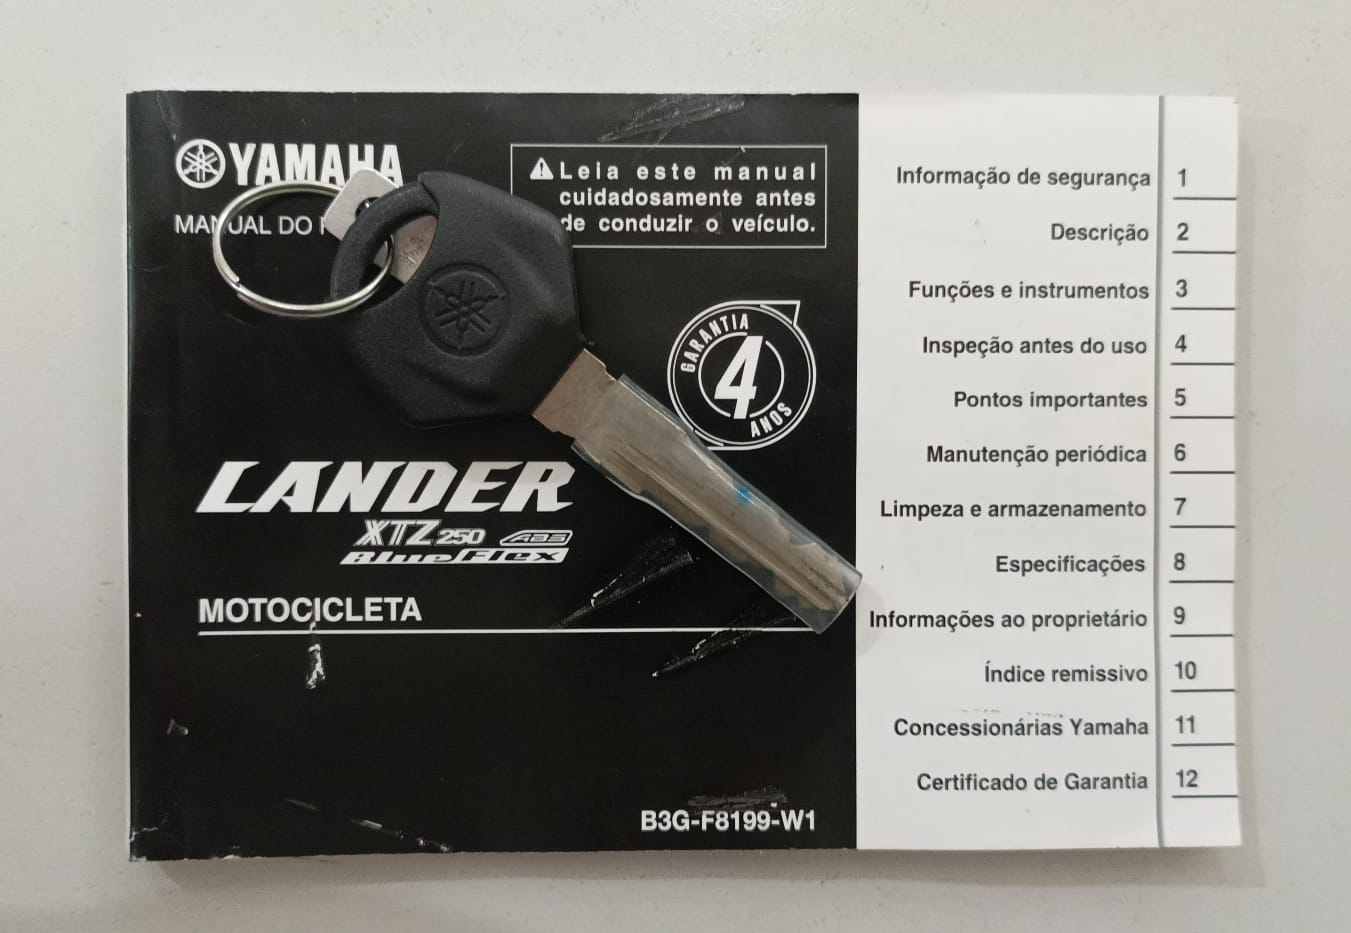 YAMAHA
MANUAL DO
Leia este manual
cuidadosamente antes
de conduzir o veículo.
GARANTIA
4
ANOS
LANDER
XTZ250 ABS
BlueFlex
MOTOCICLETA
B3G-F8199-W1
Informação de segurança 1
Descrição 2
Funções e instrumentos 3
Inspeção antes do uso 4
Pontos importantes 5
Manutenção periódica 6
Limpeza e armazenamento 7
Especificações 8
Informações ao proprietário 9
Índice remissivo 10
Concessionárias Yamaha 11
Certificado de Garantia 12